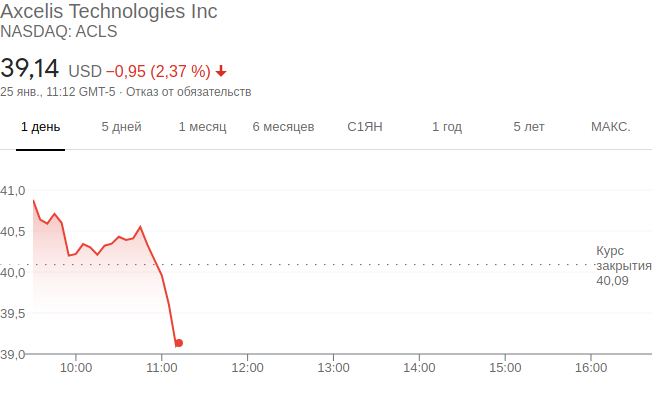 Axcelis Technologies Inc
NASDAQ: ACLS
39,14 USD −0,95 (2,37 %)
25 янв., 11:12 GMT-5 · Отказ от обязательств
1 день 5 дней 1 месяц 6 месяцев С1ЯН 1 год 5 лет МАКС.
41,0
40,5
Курс
закрытия
40,09
40,0
39,5
39,0
10:00 11:00 12:00 13:00 14:00 15:00 16:00